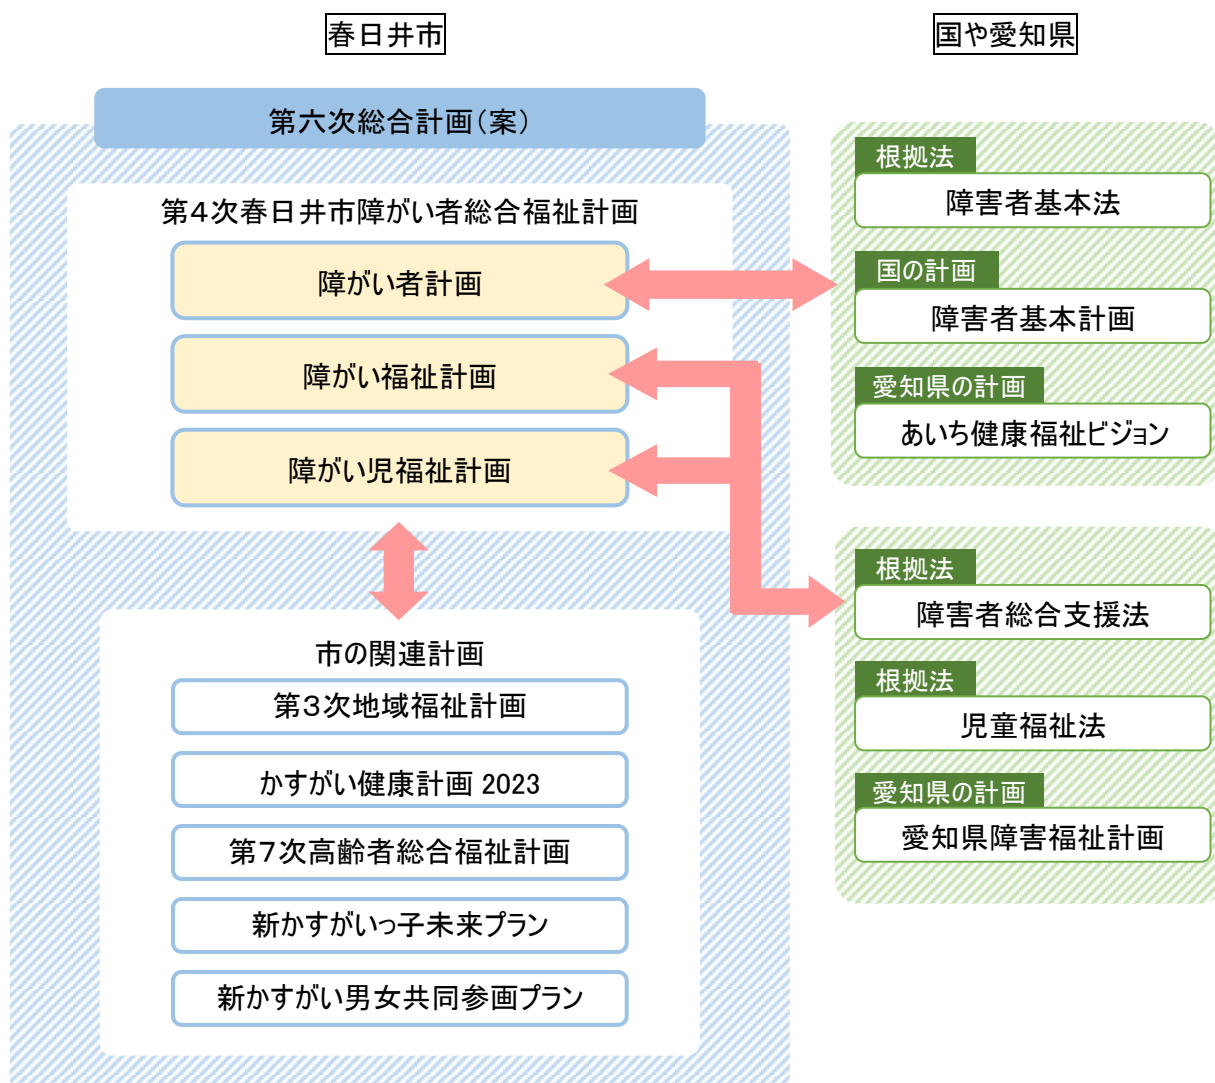 春日井市
国や愛知県
第六次総合計画（案）
第４次春日井市障がい者総合福祉計画
障がい者計画
障がい福祉計画
障がい児福祉計画
市の関連計画
第３次地域福祉計画
かすがい健康計画 2023
第７次高齢者総合福祉計画
新かすがいっ子未来プラン
新かすがい男女共同参画プラン
根拠法
障害者基本法
国の計画
障害者基本計画
愛知県の計画
あいち健康福祉ビジョン
根拠法
障害者総合支援法
根拠法
児童福祉法
愛知県の計画
愛知県障害福祉計画